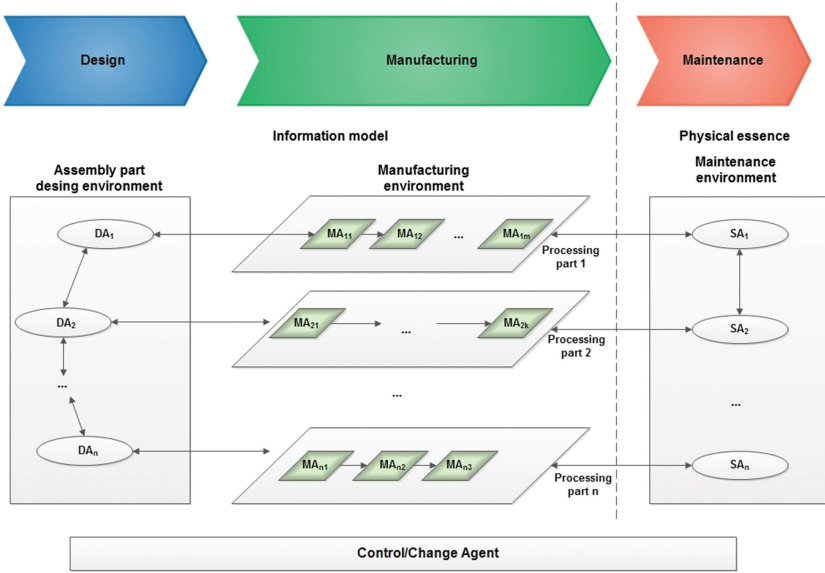 Design
Manufacturing
Maintenance
Information model
Physical essence
Assembly part
desing environment
Manufacturing
environment
Maintenance
environment
DA1
MA11
MA12
...
MA1m
Processing
part 1
SA1
DA2
MA21
...
MA2k
Processing
part 2
SA2
...
...
...
DAn
MAn1
MAn2
MAn3
Processing
part n
SAn
Control/Change Agent